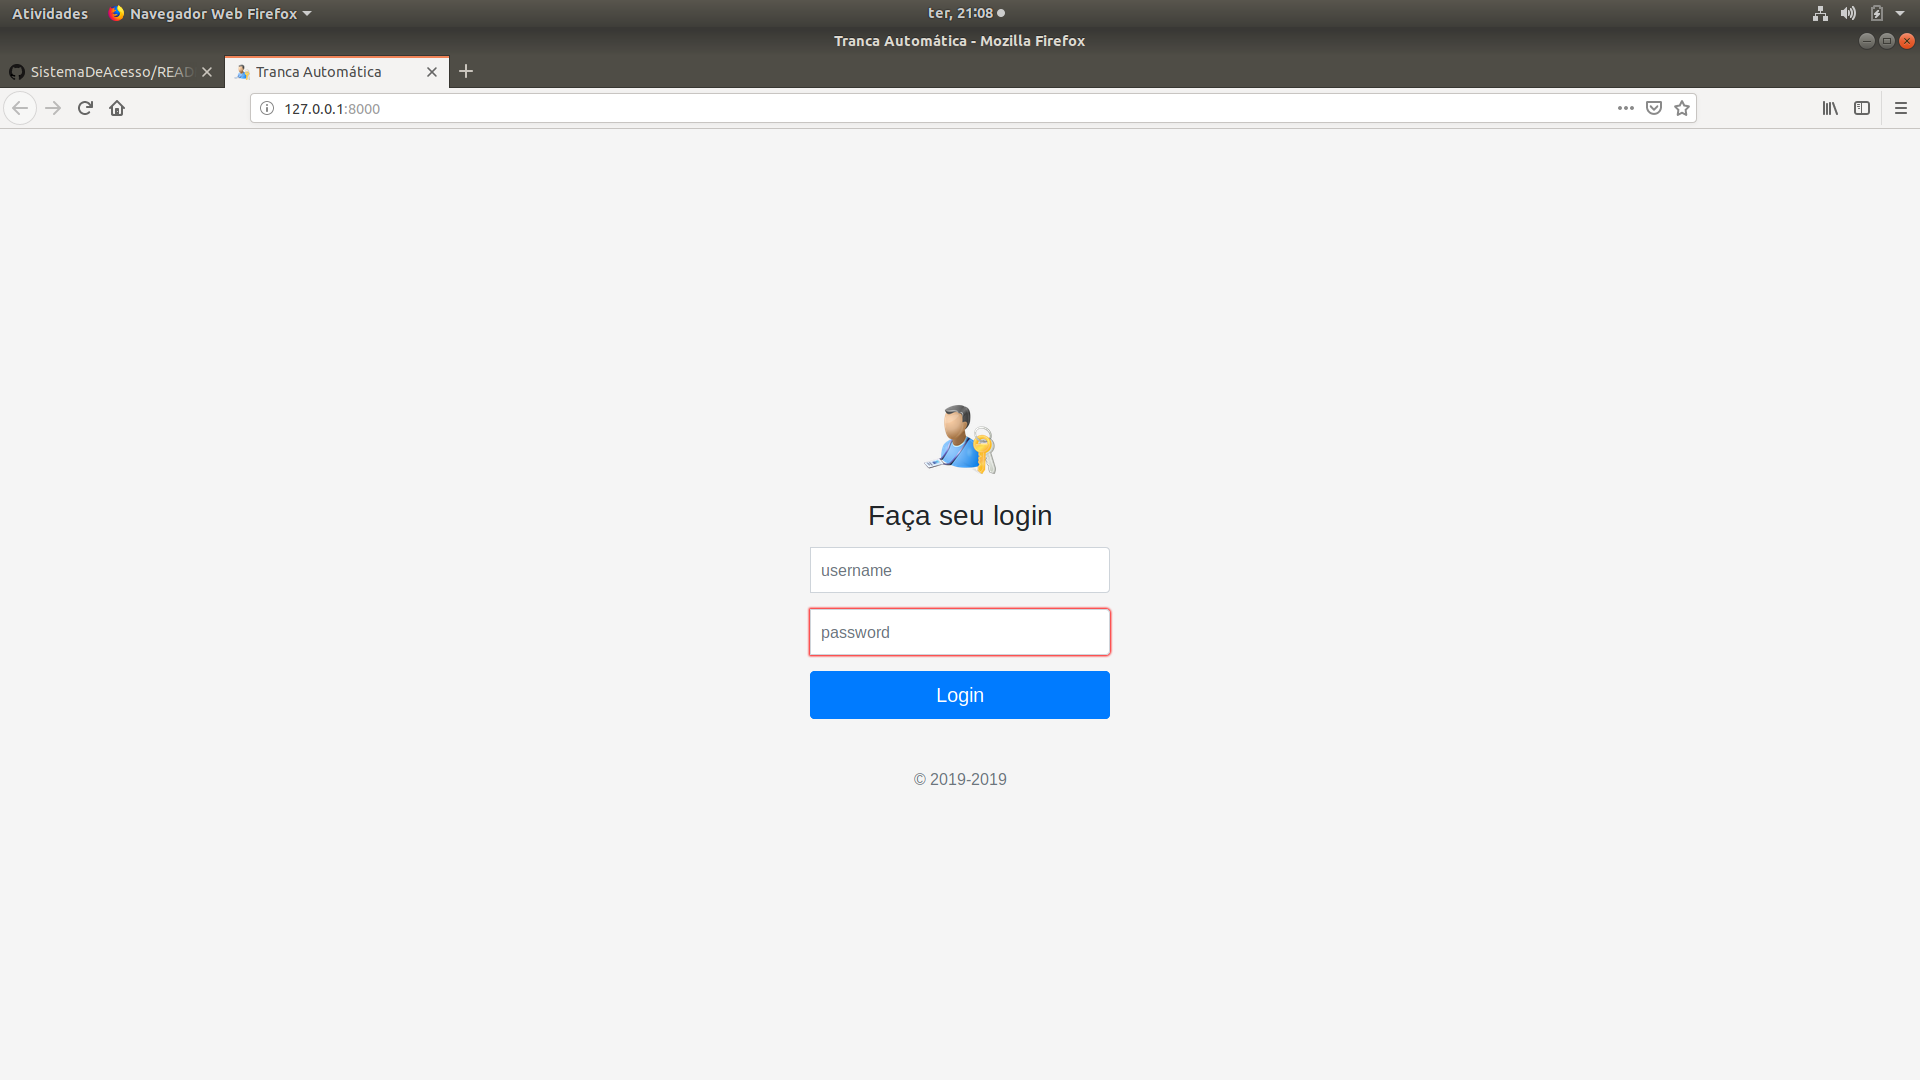 Atividades Navegador Web Firefox ter, 21:08
Tranca Automática - Mozilla Firefox
SistemaDeAcesso/READ Tranca Automática
127.0.0.1:8000
Faça seu login
username
password
Login
© 2019-2019